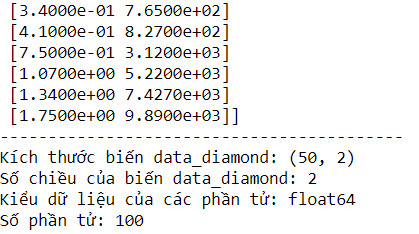 [3.4000e-01 7.6500e+02]
[4.1000e-01 8.2700e+02]
[7.5000e-01 3.1200e+03]
[1.0700e+00 5.2200e+03]
[1.3400e+00 7.4270e+03]
[1.7500e+00 9.8900e+03]]
----------------------------------------
Kích thước biến data_diamond: (50, 2)
Số chiều của biến data_diamond: 2
Kiểu dữ liệu của các phần tử: float64
Số phần tử: 100